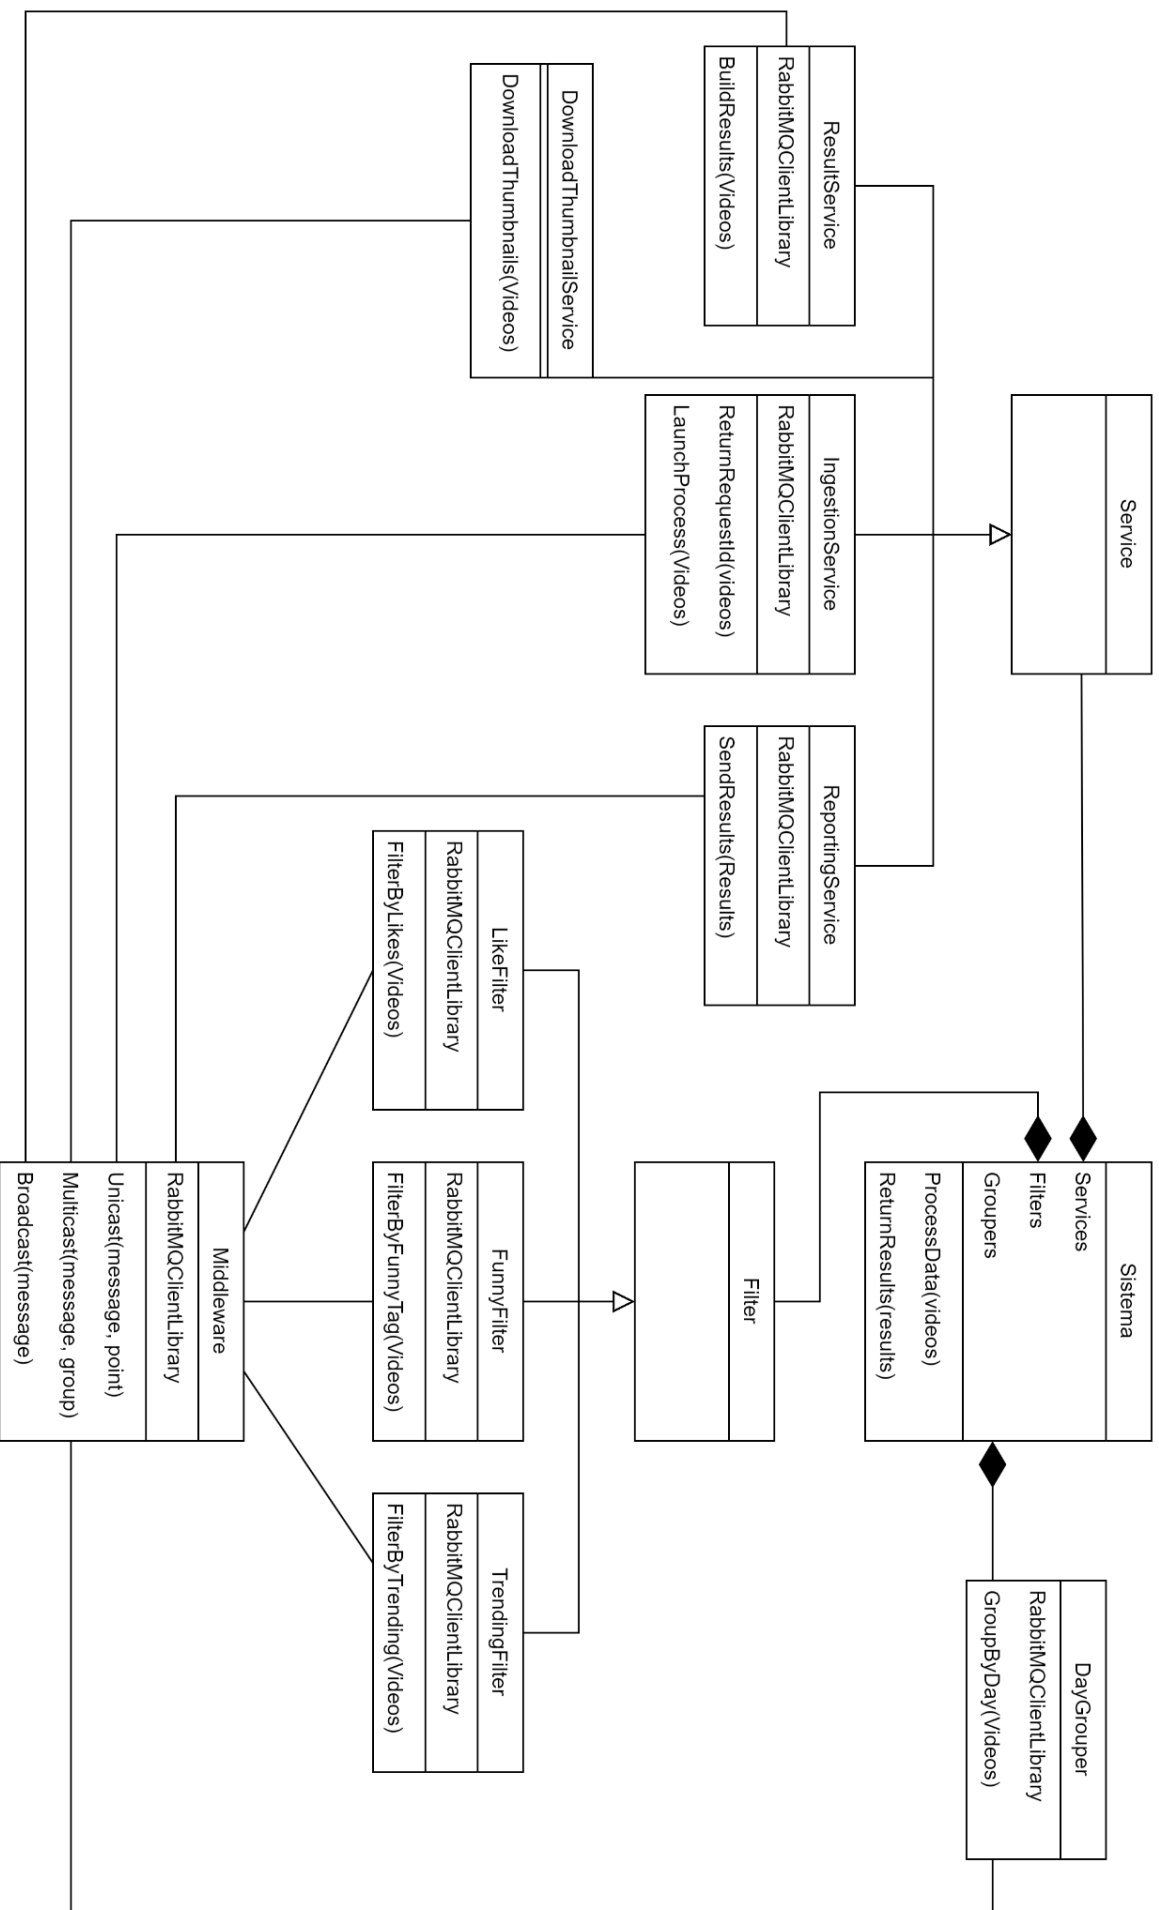 Service
Sistema
Services
Filters
Groupers
ProcessData(videos)
ReturnResults(results)
DayGrouper
RabbitMQClientLibrary
GroupByDay(Videos)
ResultService
RabbitMQClientLibrary
BuildResults(Videos)
IngestionService
RabbitMQClientLibrary
ReturnRequestId(videos)
LaunchProcess(Videos)
ReportingService
RabbitMQClientLibrary
SendResults(Results)
Filter
DownloadThumbnailService
DownloadThumbnails(Videos)
LikeFilter
RabbitMQClientLibrary
FilterByLikes(Videos)
FunnyFilter
RabbitMQClientLibrary
FilterByFunnyTag(Videos)
TrendingFilter
RabbitMQClientLibrary
FilterByTrending(Videos)
Middleware
RabbitMQClientLibrary
Unicast(message, point)
Multicast(message, group)
Broadcast(message)